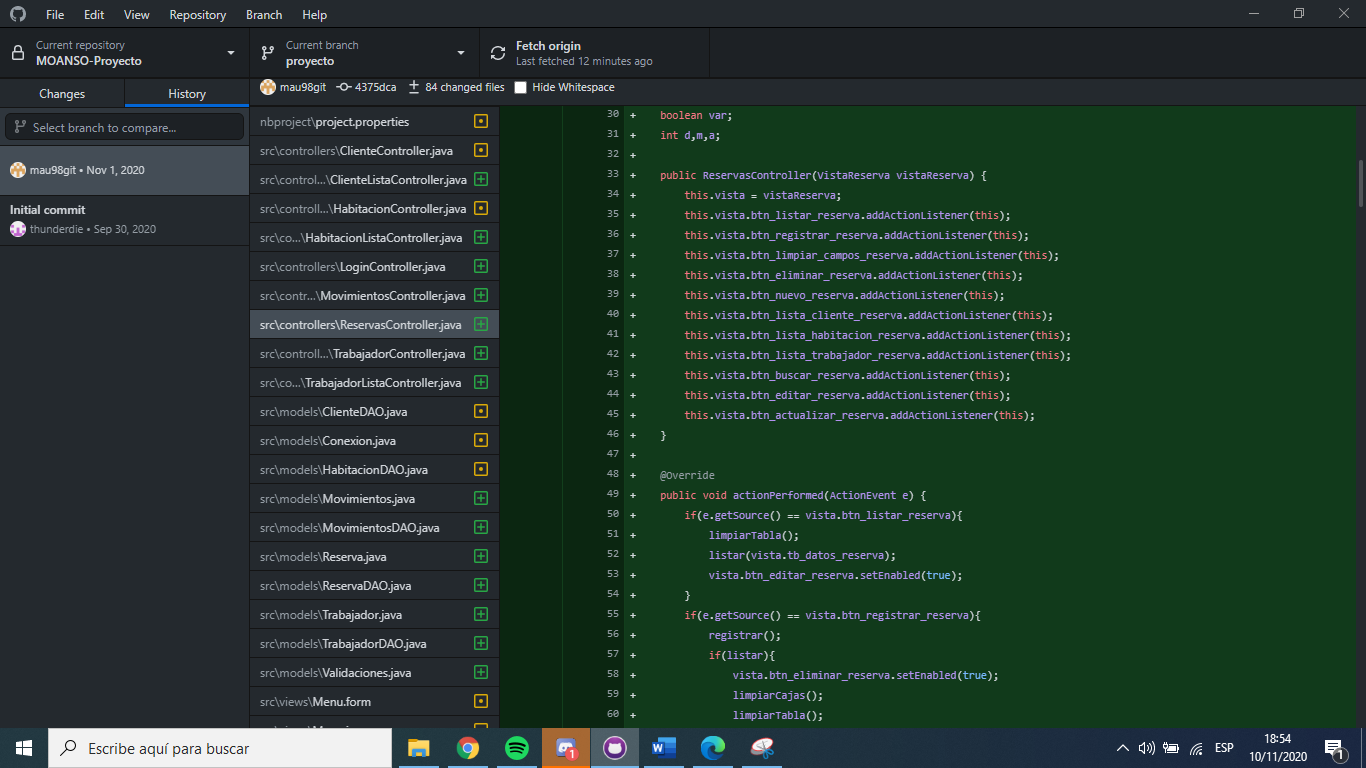 File Edit View Repository Branch Help
Current repository
MOANSO-Proyecto
Current branch
proyecto
Fetch origin
Last fetched 12 minutes ago
Changes History
Select branch to compare...
mau98git • Nov 1, 2020
Initial commit
thunderdie • Sep 30, 2020
mau98git 4375dca 84 changed files Hide Whitespace
nbproject\project.properties
src\controllers\ClienteController.java
src\control...\ClienteListaController.java
src\controll...\HabitacionController.java
src\co...\HabitacionListaController.java
src\controllers\LoginController.java
src\contr...\MovimientosController.java
src\controllers\ReservasController.java
src\controll...\TrabajadorController.java
src\co...\TrabajadorListaController.java
src\models\ClienteDAO.java
src\models\Conexion.java
src\models\HabitacionDAO.java
src\models\Movimientos.java
src\models\MovimientosDAO.java
src\models\Reserva.java
src\models\ReservaDAO.java
src\models\Trabajador.java
src\models\TrabajadorDAO.java
src\models\Validaciones.java
src\views\Menu.form
30 + boolean var;
31 + int d,m,a;
32 +
33 + public ReservasController(VistaReserva vistaReserva) {
34 + this.vista = vistaReserva;
35 + this.vista.btn_listar_reserva.addActionListener(this);
36 + this.vista.btn_registrar_reserva.addActionListener(this);
37 + this.vista.btn_limpiar_campos_reserva.addActionListener(this);
38 + this.vista.btn_eliminar_reserva.addActionListener(this);
39 + this.vista.btn_nuevo_reserva.addActionListener(this);
40 + this.vista.btn_lista_cliente_reserva.addActionListener(this);
41 + this.vista.btn_lista_habitacion_reserva.addActionListener(this);
42 + this.vista.btn_lista_trabajador_reserva.addActionListener(this);
43 + this.vista.btn_buscar_reserva.addActionListener(this);
44 + this.vista.btn_editar_reserva.addActionListener(this);
45 + this.vista.btn_actualizar_reserva.addActionListener(this);
46 + }
47 +
48 + @Override
49 + public void actionPerformed(ActionEvent e) {
50 + if(e.getSource() == vista.btn_listar_reserva){
51 + limpiarTabla();
52 + listar(vista.tb_datos_reserva);
53 + vista.btn_editar_reserva.setEnabled(true);
54 + }
55 + if(e.getSource() == vista.btn_registrar_reserva){
56 + registrar();
57 + if(listar){
58 + vista.btn_eliminar_reserva.setEnabled(true);
59 + limpiarCajas();
60 + limpiarTabla();
Escribe aquí para buscar
1
W
ESP
18:54
10/11/2020
1